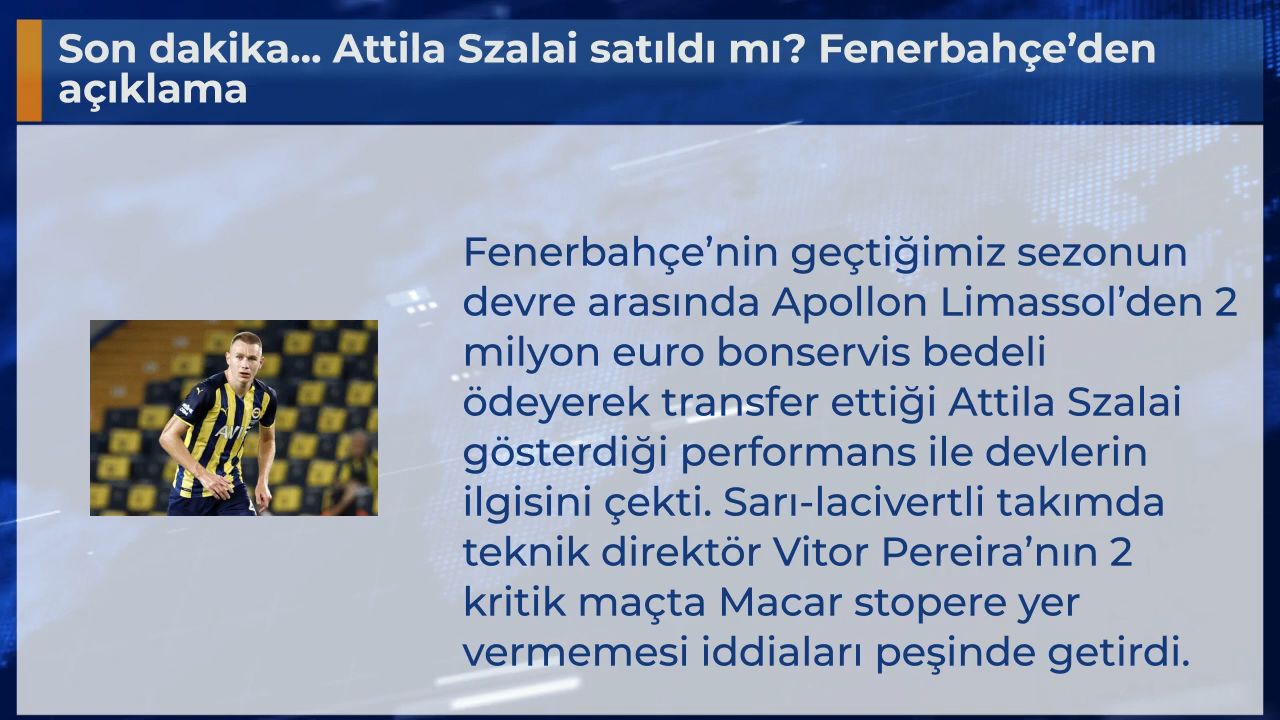 Son dakika... Attila Szalai satıldı mı? Fenerbahçe’den
açıklama
Fenerbahçe’nin geçtiğimiz sezonun
devre arasında Apollon Limassol’den 2
milyon euro bonservis bedeli
ödeyerek transfer ettiği Attila Szalai
gösterdiği performans ile devlerin
ilgisini çekti. Sarı-lacivertli takımda
teknik direktör Vitor Pereira’nın 2
kritik maçta Macar stopere yer
vermemesi iddiaları peşinde getirdi.